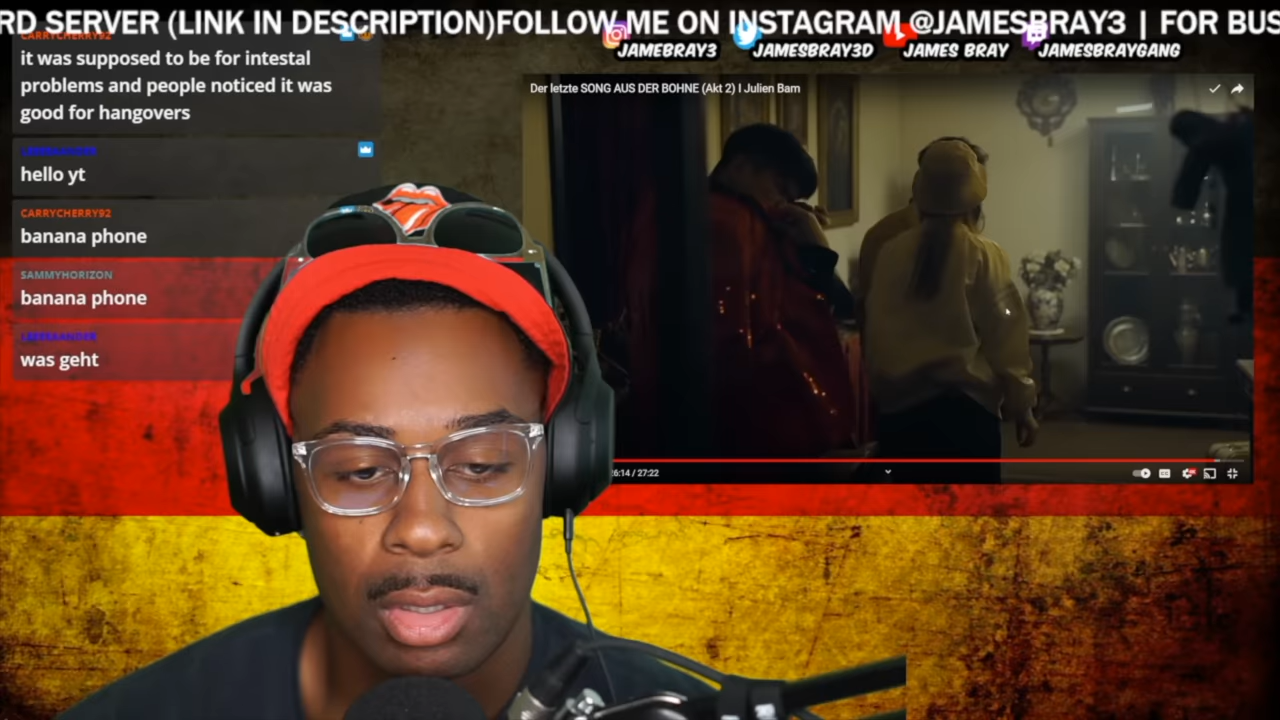 RD SERVER (LINK IN DESCRIPTION)FOLLOW ME ON INSTAGRAM @JAMESBRAY3 | FOR BUS
JAMEBRAY3 JAMESBRAY3D JAMES BRAY JAMESBRAYGANG
CARRYCHERRY92
it was supposed to be for intestal
problems and people noticed it was
good for hangovers
hello yt
CARRYCHERRY92
banana phone
SAMMYHORIZON
banana phone
was geht
Der letzte SONG AUS DER BOHNE (Akt 2) I Julien Bam
6:14 / 27:22